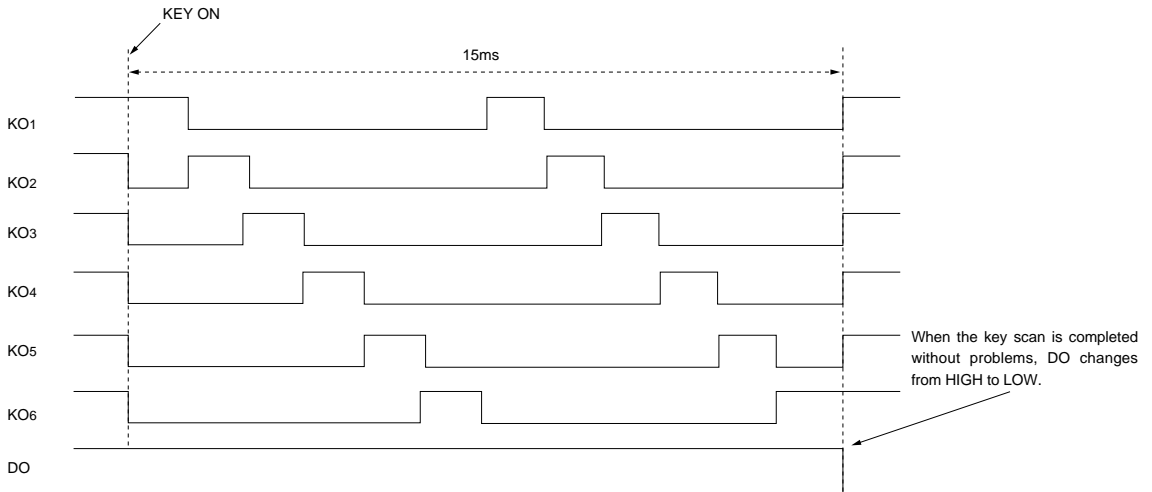 KEY ON
15ms
KO1
KO2
KO3
KO4
KO5
KO6
DO
When the key scan is completed
without problems, DO changes
from HIGH to LOW.